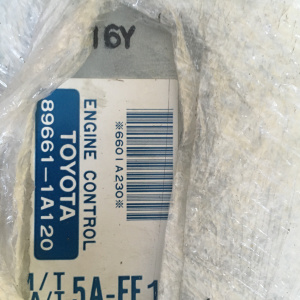 16Y
ENGINE CONTROL
TOYOTA
89661-1A120
*6601A230*
M/T 5A-FE